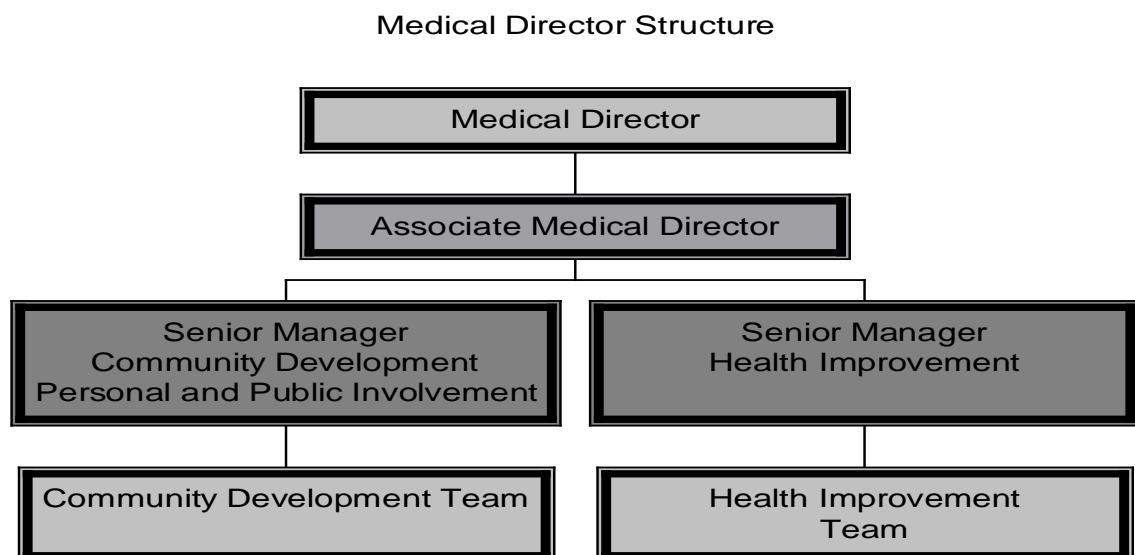 Medical Director Structure
Medical Director
Associate Medical Director
Senior Manager
Community Development
Personal and Public Involvement
Senior Manager
Health Improvement
Community Development Team
Health Improvement
Team